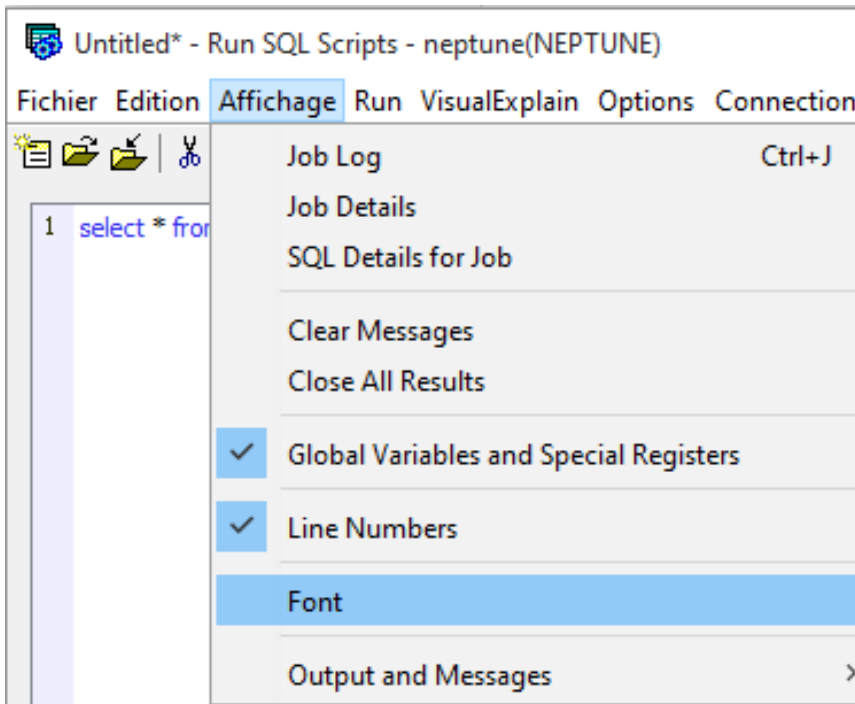 Untitled* - Run SQL Scripts - neptune(NEPTUNE)
Fichier Edition Affichage Run VisualExplain Options Connection
Job Log Ctrl+J
1 select * from
Job Details
SQL Details for Job
Clear Messages
Close All Results
Global Variables and Special Registers
Line Numbers
Font
Output and Messages